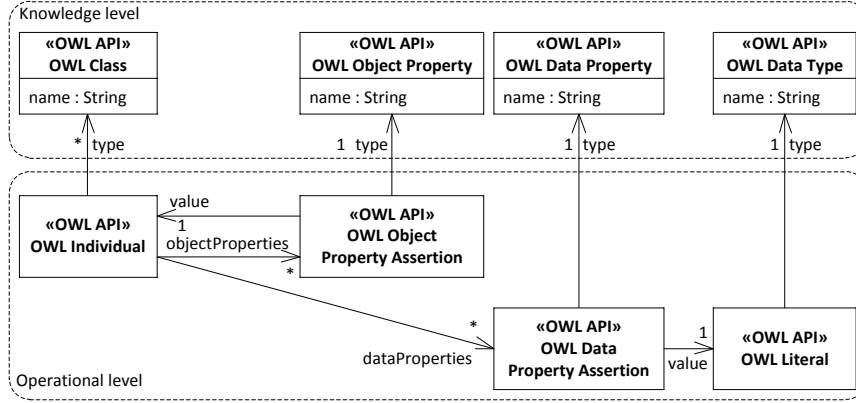 Knowledge level
«OWL API»
OWL Class
name : String
«OWL API»
OWL Object Property
name : String
«OWL API»
OWL Data Property
name : String
«OWL API»
OWL Data Type
name : String
* type
1 type
1 type
1 type
«OWL API»
OWL Individual
value
1
objectProperties
*
«OWL API»
OWL Object
Property Assertion
*
dataProperties
«OWL API»
OWL Data
Property Assertion
1
value
«OWL API»
OWL Literal
Operational level